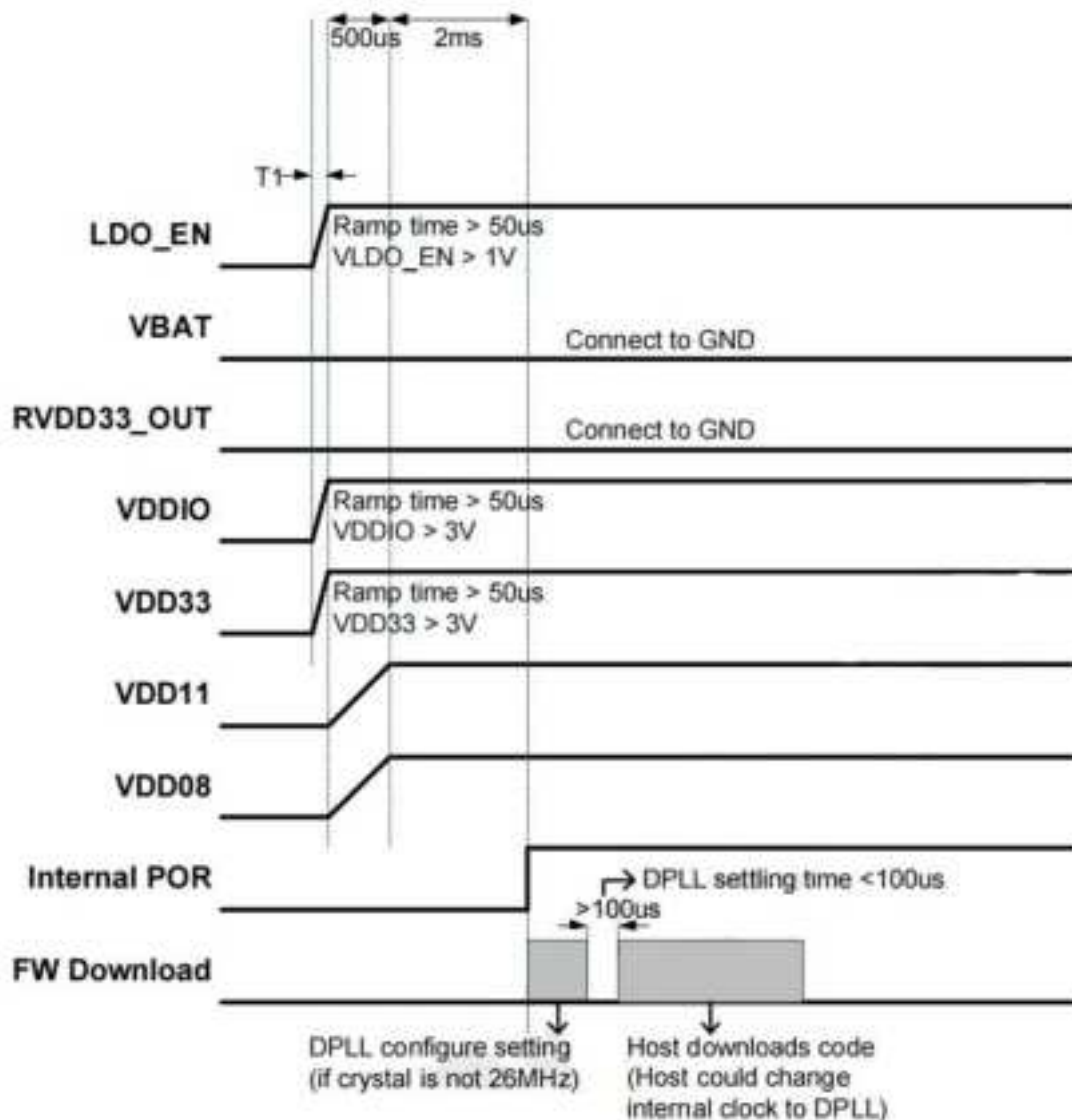 500us 2ms
T1
LDO_EN
Ramp time > 50us
VLDO_EN > 1V
VBAT
Connect to GND
RVDD33_OUT
Connect to GND
VDDIO
Ramp time > 50us
VDDIO > 3V
VDD33
Ramp time > 50us
VDD33 > 3V
VDD11
VDD08
Internal POR
DPLL settling time <100us
>100us
FW Download
DPLL configure setting
(if crystal is not 26MHz)
Host downloads code
(Host could change
internal clock to DPLL)